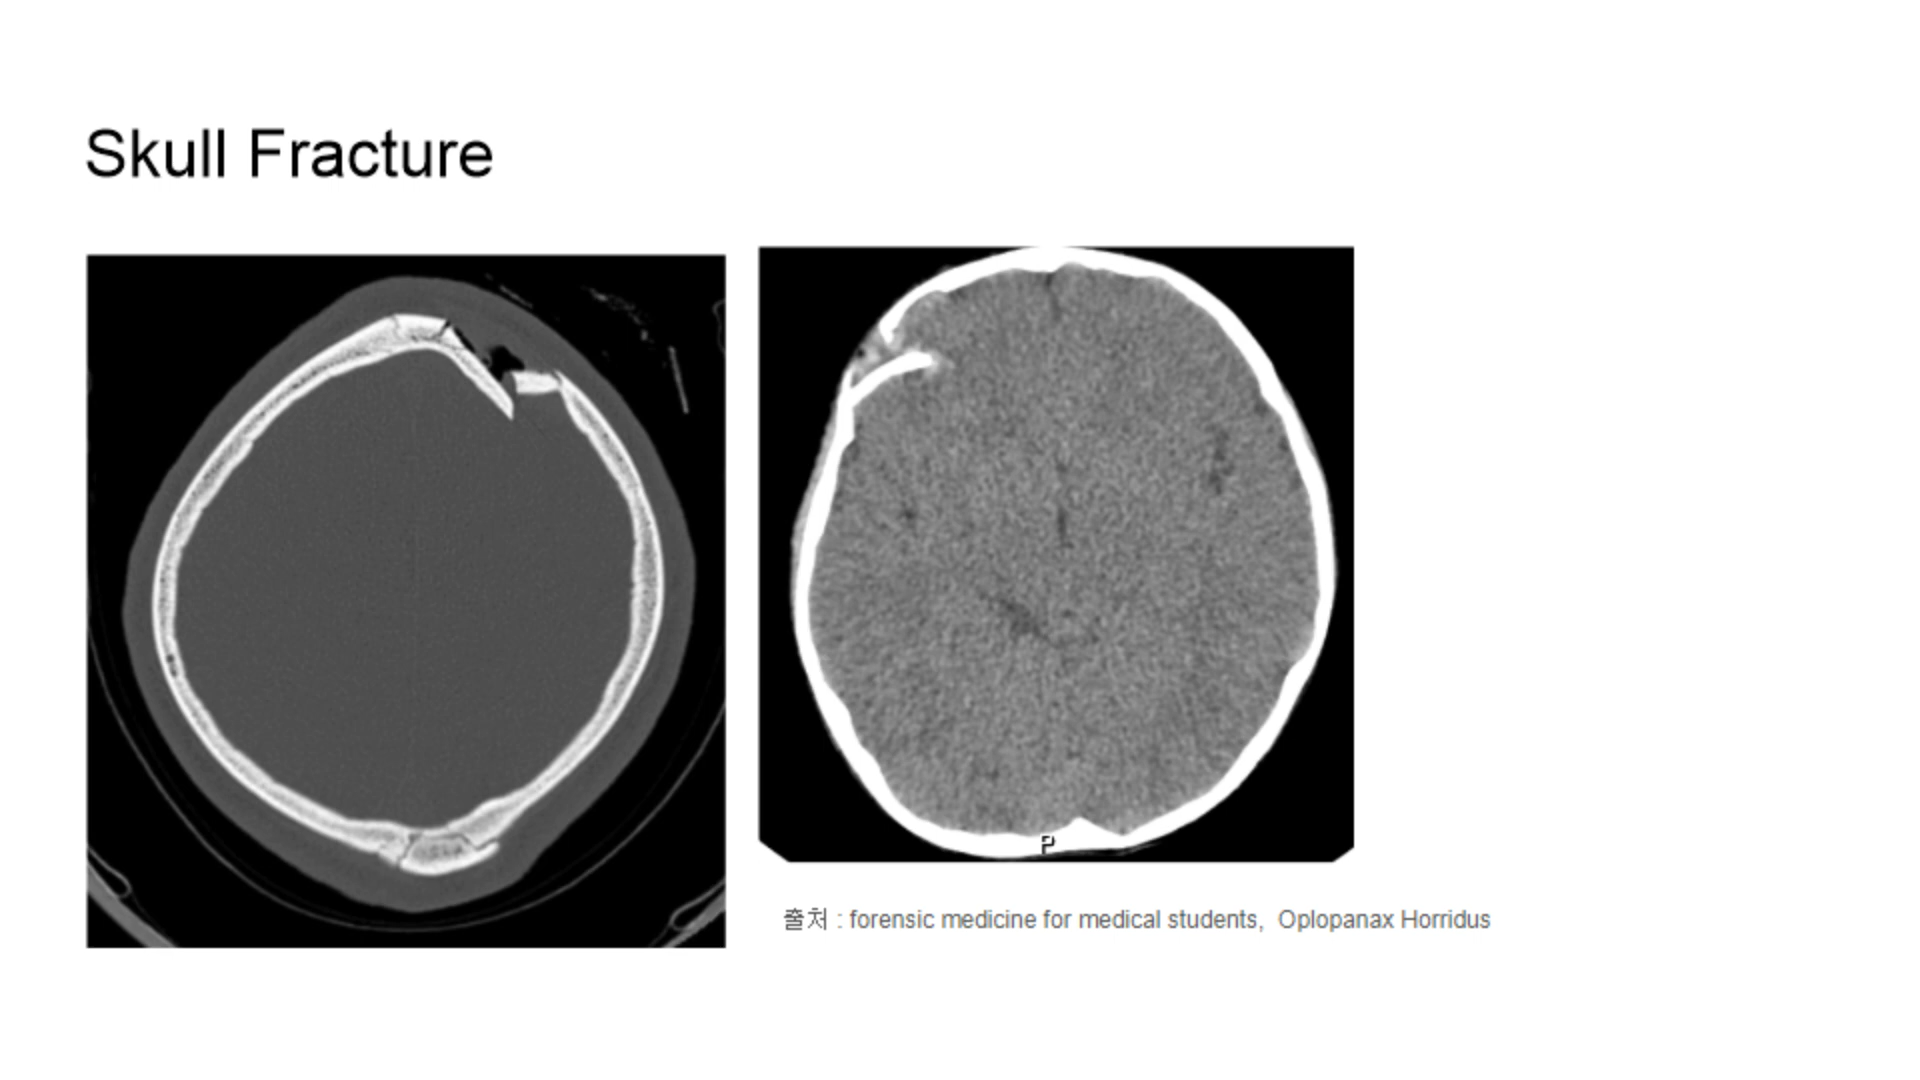 Skull Fracture
P
출처 : forensic medicine for medical students, Oplopanax Horridus